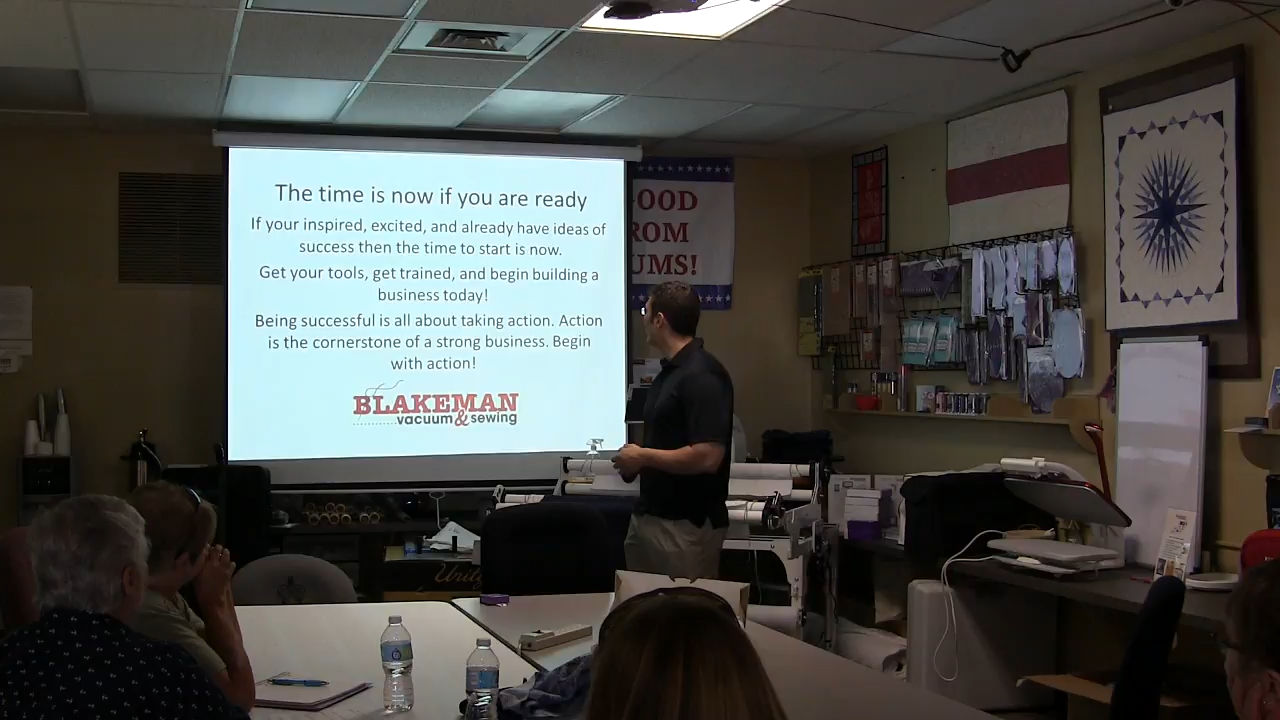 The time is now if you are ready
If your inspired, excited, and already have ideas of
success then the time to start is now.
Get your tools, get trained, and begin building a
business today!
Being successful is all about taking action. Action
is the cornerstone of a strong business. Begin
with action!
BLAKEMAN
vacuum & sewing
OOD
ROM
UMS!
Unity